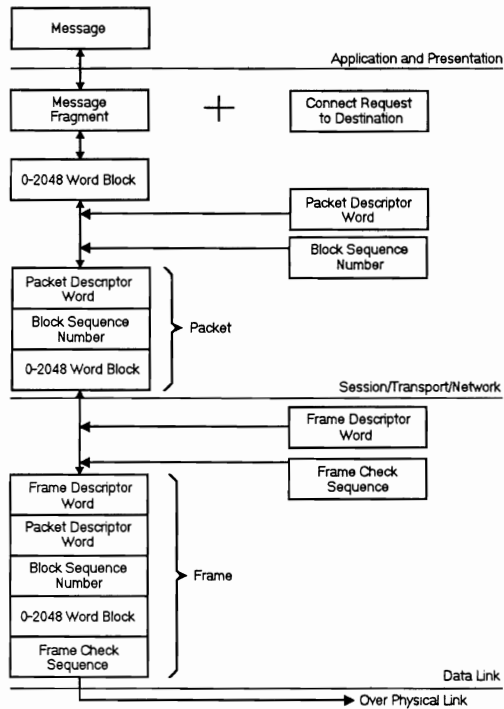 Message
Application and Presentation
Message
Fragment
+
Connect Request
to Destination
0-2048 Word Block
Packet Descriptor
Word
Block Sequence
Number
Packet Descriptor
Word
Block Sequence
Number
0-2048 Word Block
Packet
Session/Transport/Network
Frame Descriptor
Word
Frame Check
Sequence
Frame Descriptor
Word
Packet Descriptor
Word
Block Sequence
Number
0-2048 Word Block
Frame Check
Sequence
Frame
Data Link
Over Physical Link